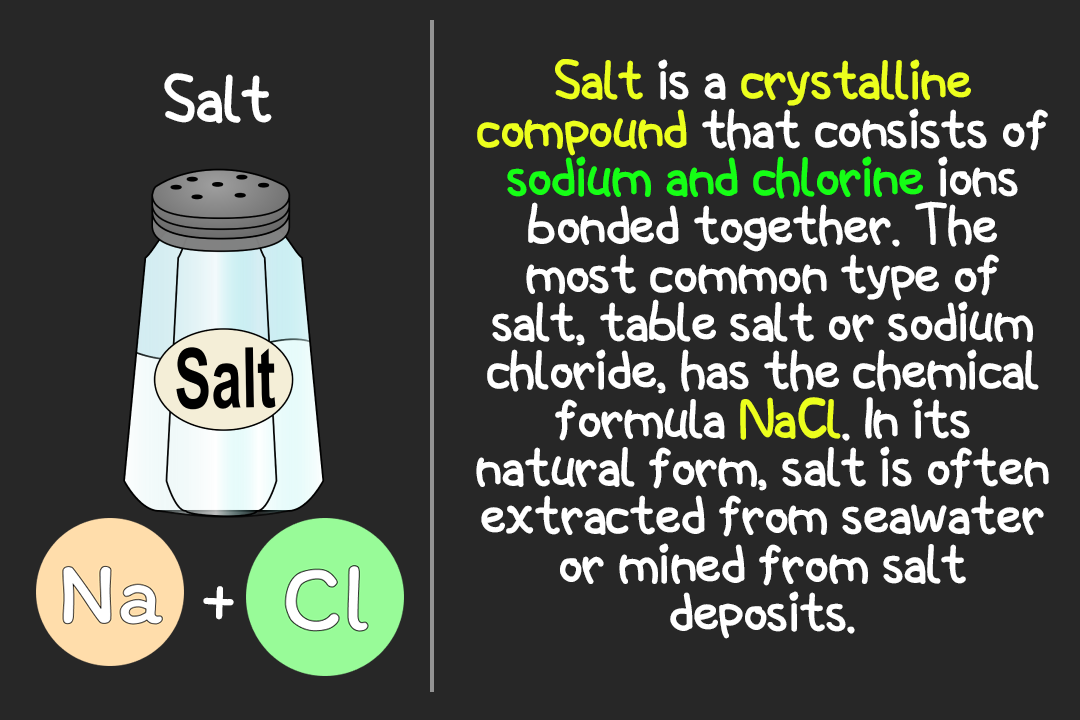 Salt
Salt
Na + Cl
Salt is a crystalline
compound that consists of
sodium and chlorine ions
bonded together. The
most common type of
salt, table salt or sodium
chloride, has the chemical
formula NaCl. In its
natural form, salt is often
extracted from seawater
or mined from salt
deposits.